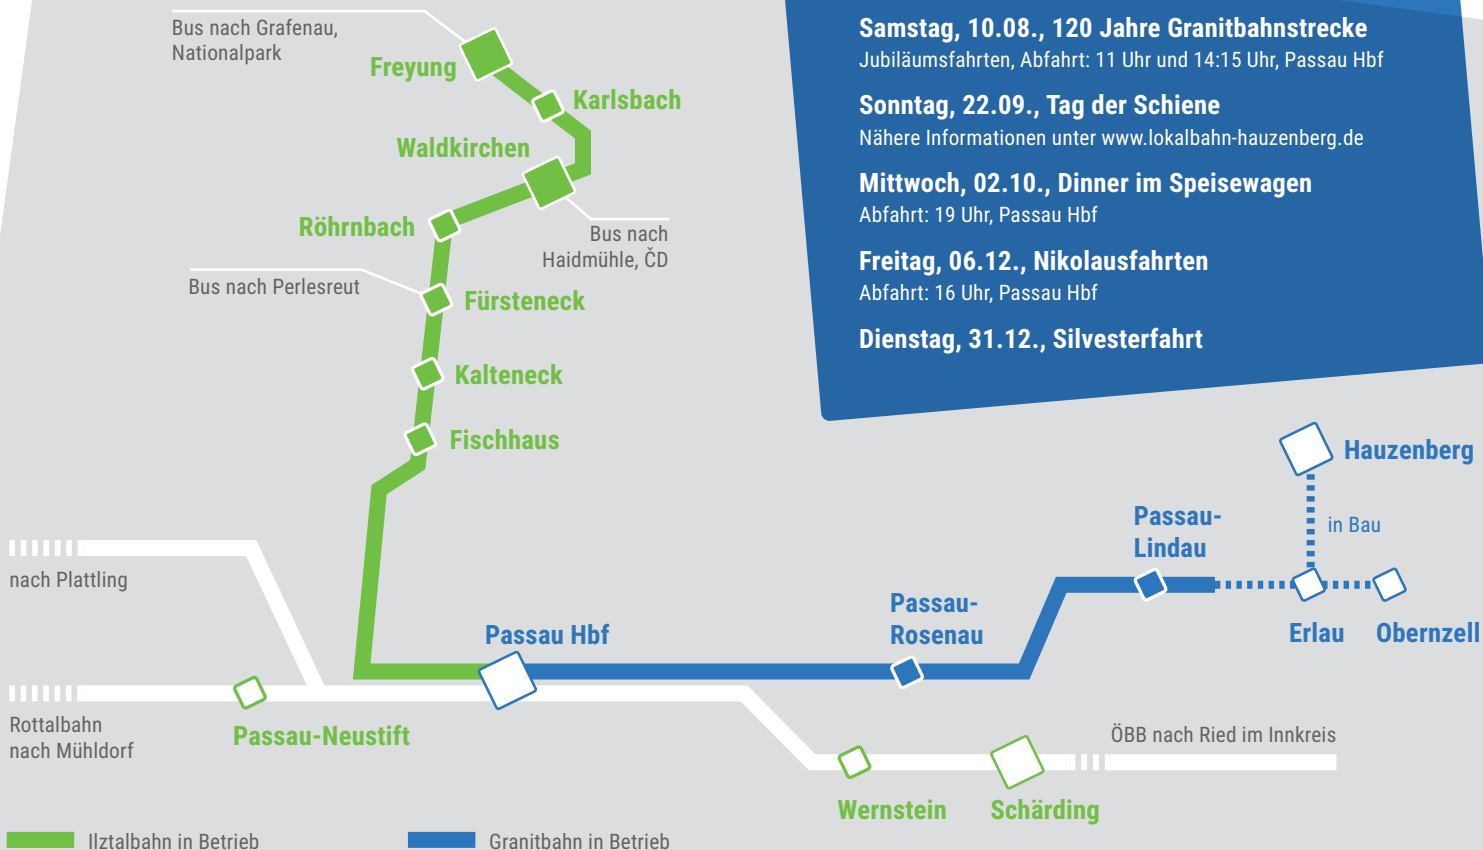 Bus nach Grafenau,
Nationalpark
Freyung
Karlsbach
Waldkirchen
Röhrnbach
Bus nach
Haidmühle, ČD
Bus nach Perlesreut
Fürsteneck
Kalteneck
Fischhaus
Samstag, 10.08., 120 Jahre Granitbahnstrecke
Jubiläumsfahrten, Abfahrt: 11 Uhr und 14:15 Uhr, Passau Hbf
Sonntag, 22.09., Tag der Schiene
Nähere Informationen unter www.lokalbahn-hauzenberg.de
Mittwoch, 02.10., Dinner im Speisewagen
Abfahrt: 19 Uhr, Passau Hbf
Freitag, 06.12., Nikolausfahrten
Abfahrt: 16 Uhr, Passau Hbf
Dienstag, 31.12., Silvesterfahrt
Hauzenberg
in Bau
Passau-
Lindau
Erlau
Obernzell
Passau-
Rosenau
Passau Hbf
nach Plattling
Rottalbahn
nach Mühldorf
Passau-Neustift
ÖBB nach Ried im Innkreis
Wernstein
Schärding
Ilztalbahn in Betrieb
Granitbahn in Betrieb